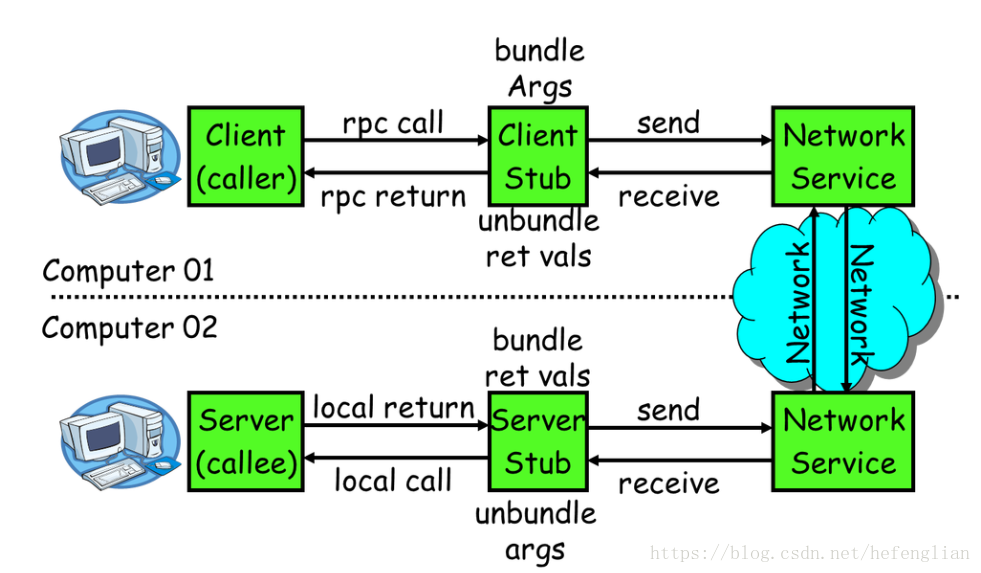 bundle
Args
Client
(caller)
rpc call
rpc return
Client
Stub
send
receive
Network
Service
unbundle
ret vals
Computer 01
Network
Network
Computer 02
bundle
ret vals
Server
(callee)
local return
local call
Server
Stub
send
receive
Network
Service
unbundle
args
https://blog.csdn.net/hefenglian